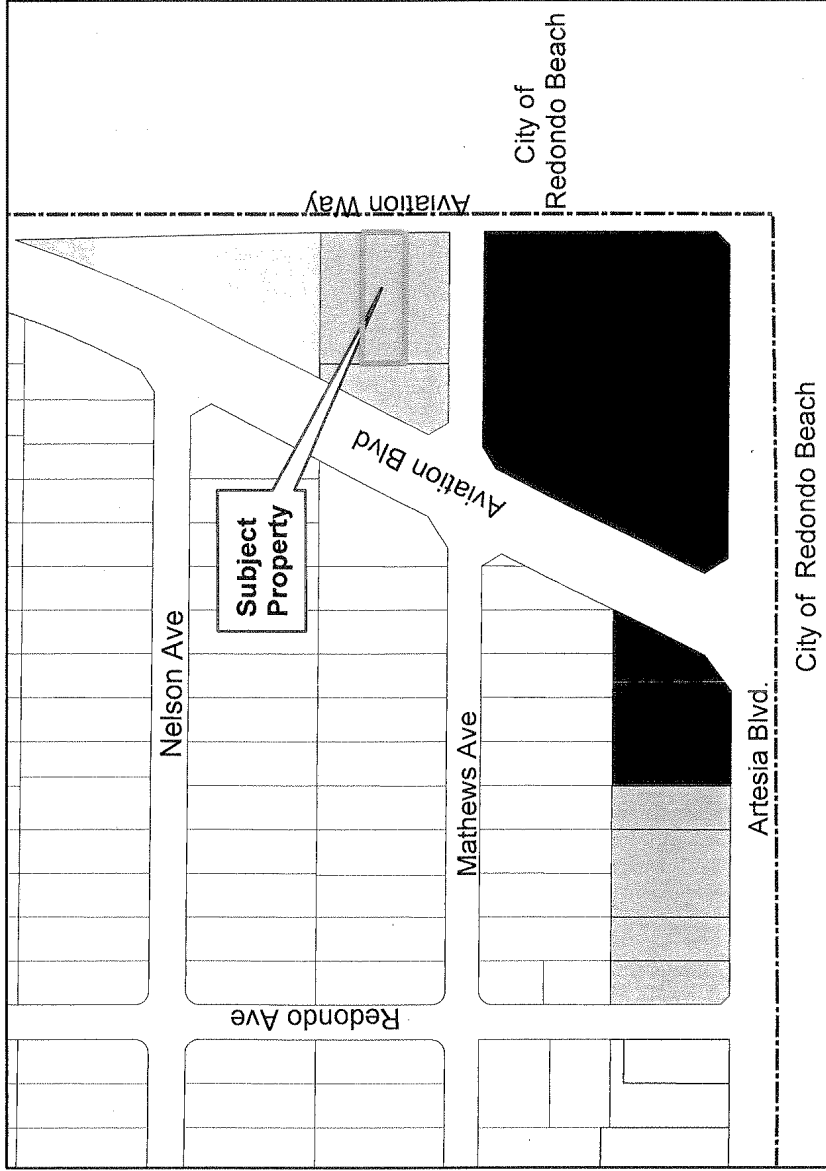 City of
Redondo Beach
Aviation Way
Subject
Property
Aviation Blvd
Nelson Ave
Mathews Ave
Redondo Ave
Artesia Blvd.
City of Redondo Beach